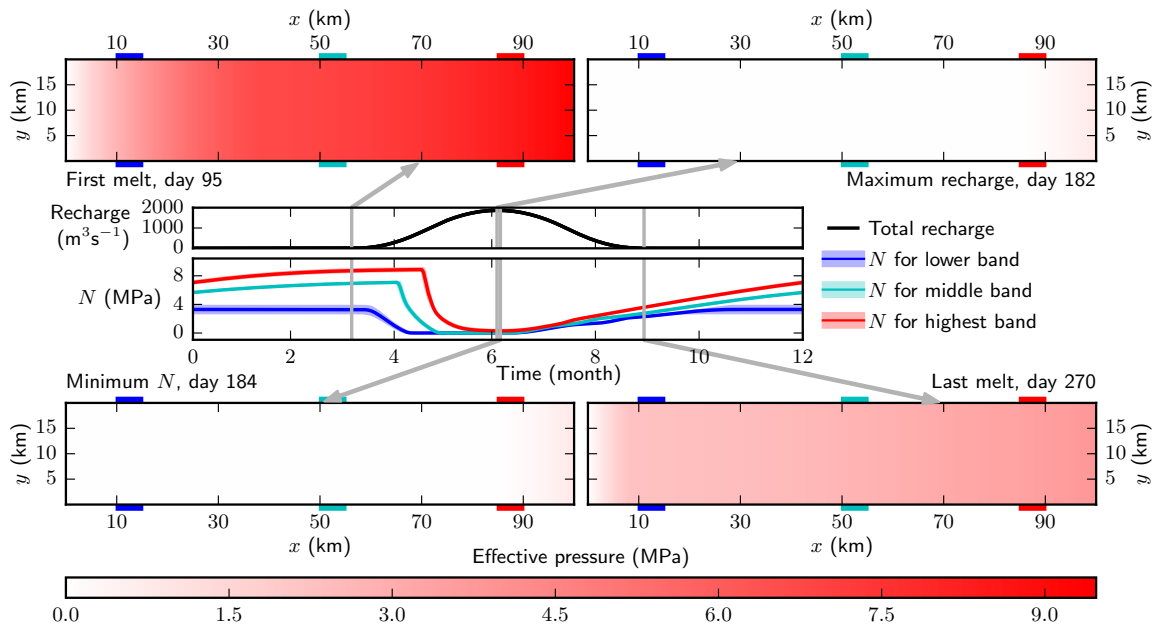 x (km) x (km)
10 30 50 70 90 10 30 50 70 90
y (km) 15 10 5 15 10 5 y (km)
First melt, day 95 Maximum recharge, day 182
Recharge (m³s⁻¹) 2000 1000 0
N (MPa) 8 4 0
0 2 4 6 8 10 12
Time (month)
Total recharge
N for lower band
N for middle band
N for highest band
Minimum N, day 184 Last melt, day 270
y (km) 15 10 5 15 10 5 y (km)
10 30 50 70 90 10 30 50 70 90
x (km) x (km)
Effective pressure (MPa)
0.0 1.5 3.0 4.5 6.0 7.5 9.0